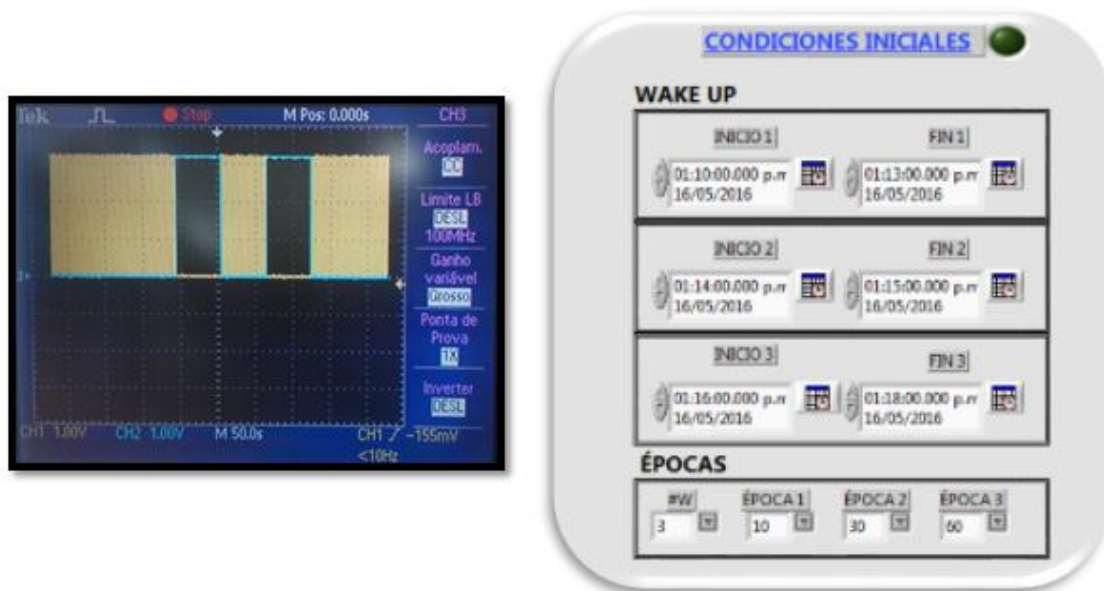 Tek Stop M Pos: 0.000s CH3
Acoplam.
CC
Limite LB
DESL
100MHz
Ganho
variável
Grosso
Ponta de
Prova
1X
Inverter
DESL
CH1 1.00V CH2 1.00V M 50.0s CH1 -155mV
<10Hz
CONDICIONES INICIALES
WAKE UP
INICIO 1 FIN 1
01:10:00.000 p.m 01:13:00.000 p.m
16/05/2016 16/05/2016
INICIO 2 FIN 2
01:14:00.000 p.m 01:15:00.000 p.m
16/05/2016 16/05/2016
INICIO 3 FIN 3
01:16:00.000 p.m 01:18:00.000 p.m
16/05/2016 16/05/2016
ÉPOCAS
#W ÉPOCA 1 ÉPOCA 2 ÉPOCA 3
3 10 30 60